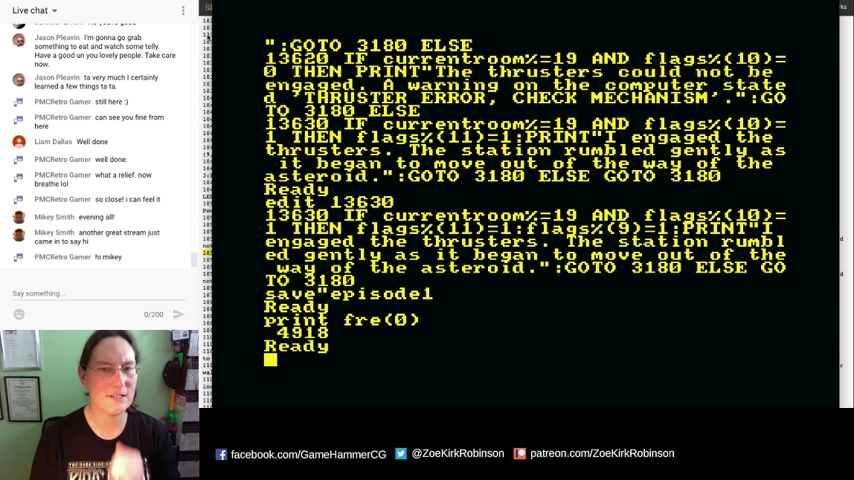 Live chat
Jason Pleavin I'm gonna go grab
something to eat and watch some telly.
Have a good un you lovely people. Take care
now.
Jason Pleavin ta very much I certainly
learned a few things ta.
PMCRetro Gamer still here :)
PMCRetro Gamer can see you fine from
here
Liam Dallas Well done
PMCRetro Gamer well done.
PMCRetro Gamer what a relief. now
breathe lol
PMCRetro Gamer so close! i can feel it
Mikey Smith evening all!
Mikey Smith another great stream just
came in to say hi
PMCRetro Gamer hi mikey
Say something...
0/200
":GOTO 3180 ELSE
13620 IF currentroom%=19 AND flags%(10)=
0 THEN PRINT"The thrusters could not be
engaged. A warning on the computer state
d 'THRUSTER ERROR, CHECK MECHANISM'.":GO
TO 3180 ELSE
13630 IF currentroom%=19 AND flags%(10)=
1 THEN flags%(11)=1:PRINT"I engaged the
thrusters. The station rumbled gently as
it began to move out of the way of the
asteroid.":GOTO 3180 ELSE GOTO 3180
Ready
edit 13630
13630 IF currentroom%=19 AND flags%(10)=
1 THEN flags%(11)=1:flags%(9)=1:PRINT"I
engaged the thrusters. The station rumbl
ed gently as it began to move out of the
way of the asteroid.":GOTO 3180 ELSE GO
TO 3180
save"episode1
Ready
print fre(0)
4918
Ready
facebook.com/GameHammerCG
@ZoeKirkRobinson
patreon.com/ZoeKirkRobinson